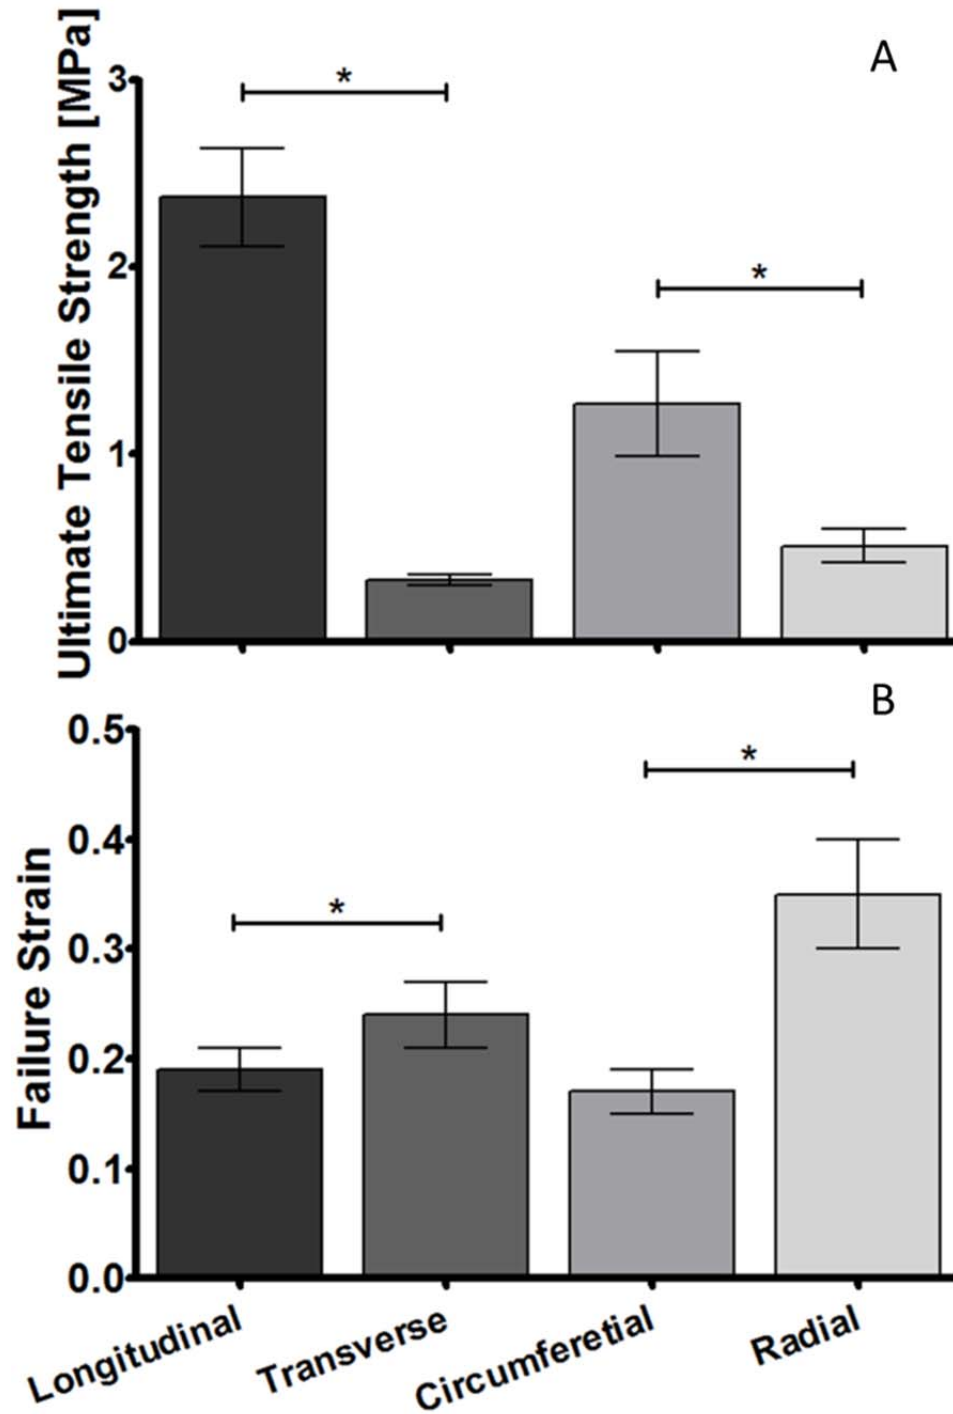 A
Ultimate Tensile Strength [MPa]
3
*
2
*
1
0
B
Failure Strain
0.5
*
0.4
*
0.3
0.2
0.1
0.0
Longitudinal
Transverse
Circumferetial
Radial